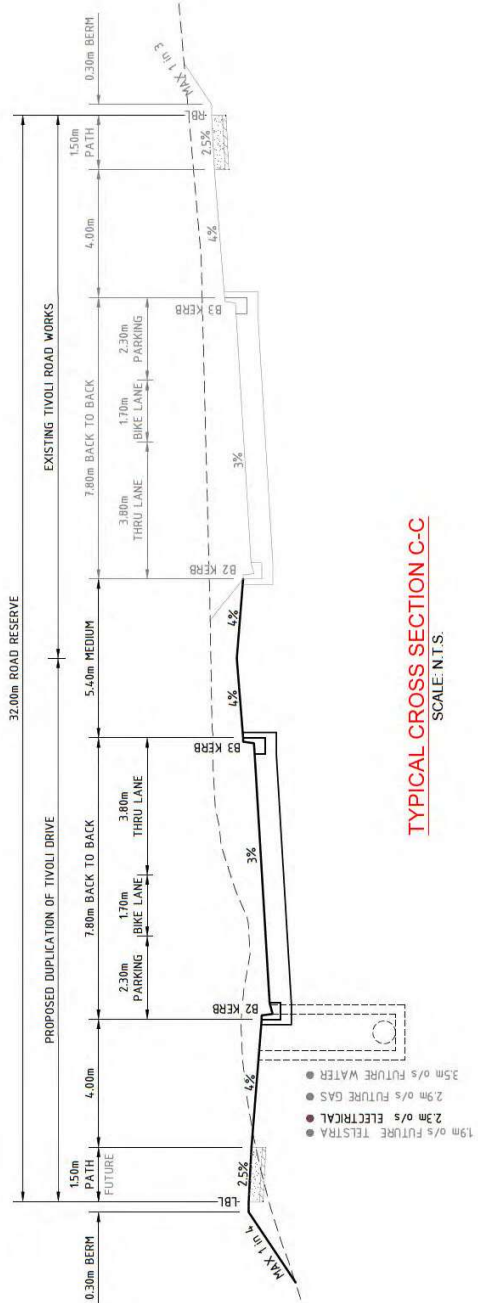 32.00m ROAD RESERVE
PROPOSED DUPLICATION OF TIVOLI DRIVE
EXISTING TIVOLI ROAD WORKS
0.30m BERM
1.50m
PATH
FUTURE
4.00m
7.80m BACK TO BACK
5.40m MEDIUM
7.80m BACK TO BACK
4.00m
1.50m
PATH
0.30m BERM
2.30m
PARKING
1.70m
BIKE LANE
3.80m
THRU LANE
3.80m
THRU LANE
1.70m
BIKE LANE
2.30m
PARKING
MAX 1 in 4
LBL
2.5%
4%
B2 KERB
3%
B3 KERB
4%
4%
B2 KERB
3%
B3 KERB
4%
2.5%
RBL
MAX 1 in 3
1.9m o/s FUTURE TELSTRA
2.3m o/s ELECTRICAL
2.9m o/s FUTURE GAS
3.5m o/s FUTURE WATER
TYPICAL CROSS SECTION C-C
SCALE: N.T.S.